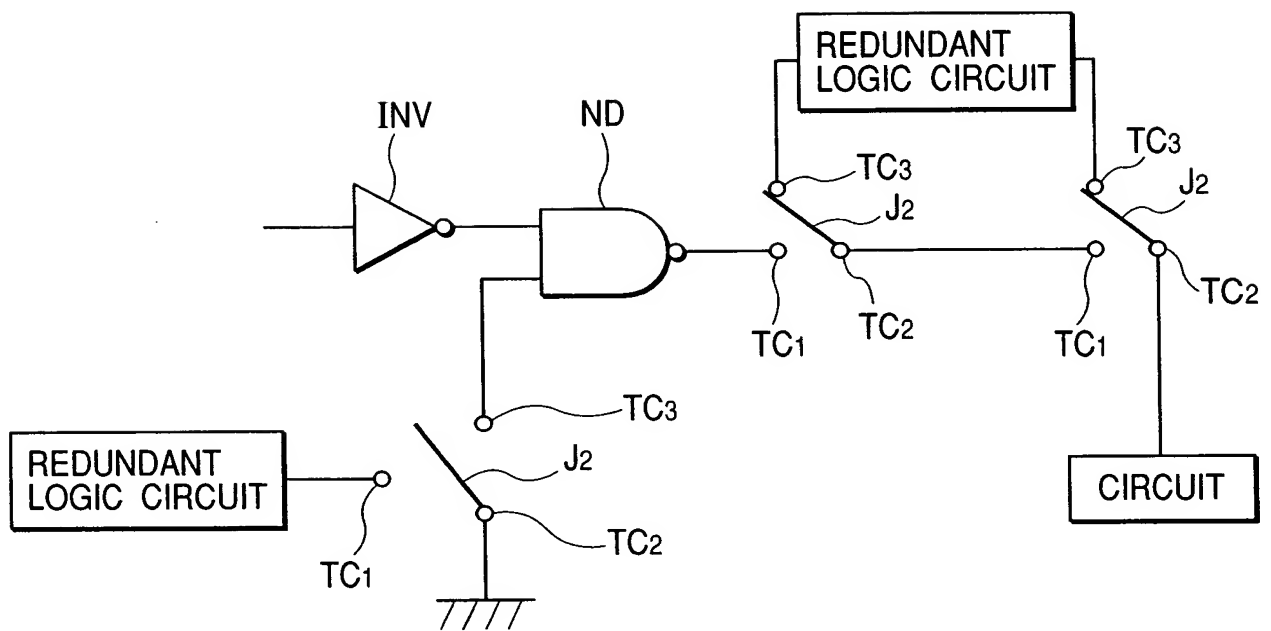 REDUNDANT
LOGIC CIRCUIT
INV
ND
TC3
J2
TC3
J2
TC1
TC2
TC1
TC2
TC3
REDUNDANT
LOGIC CIRCUIT
J2
TC1
TC2
CIRCUIT